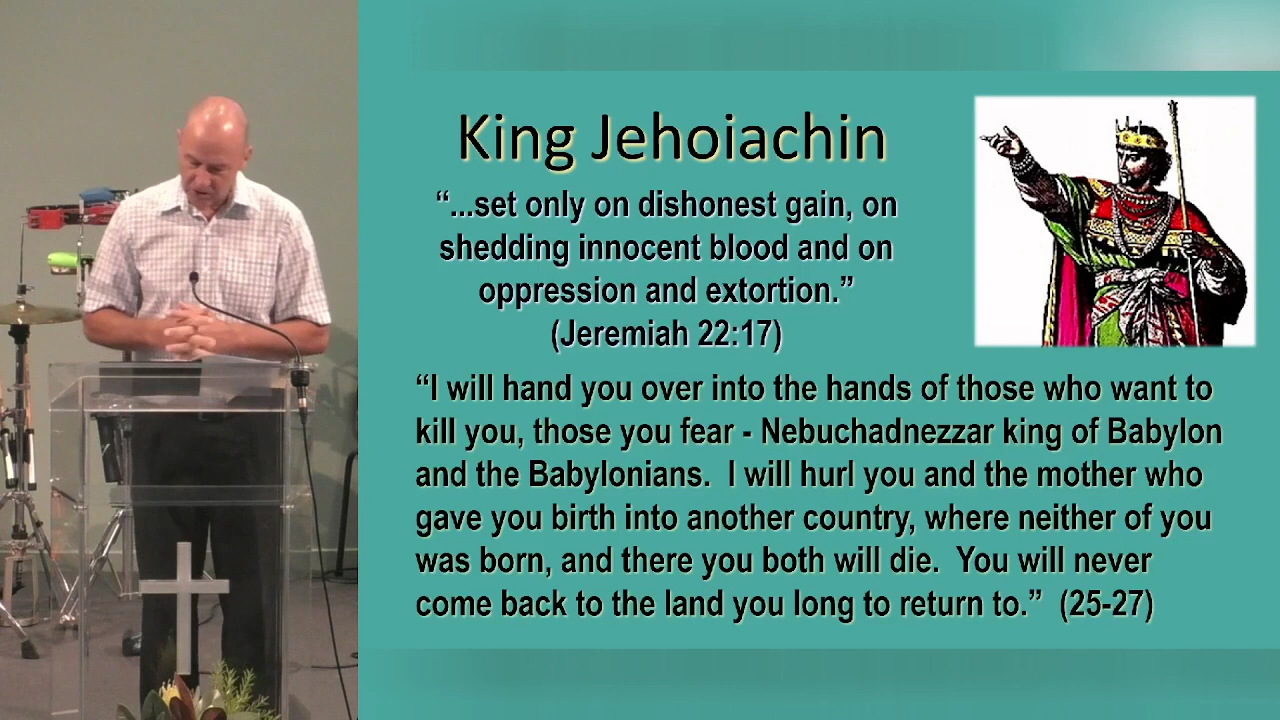 King Jehoiachin
“...set only on dishonest gain, on
shedding innocent blood and on
oppression and extortion.”
(Jeremiah 22:17)
“I will hand you over into the hands of those who want to
kill you, those you fear - Nebuchadnezzar king of Babylon
and the Babylonians.  I will hurl you and the mother who
gave you birth into another country, where neither of you
was born, and there you both will die.  You will never
come back to the land you long to return to.”  (25-27)